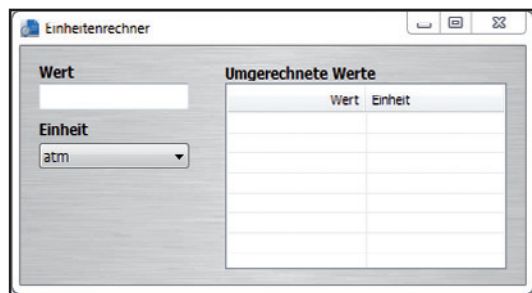 Einheitenrechner
Wert
Umgerechnete Werte
Wert Einheit
Einheit
atm